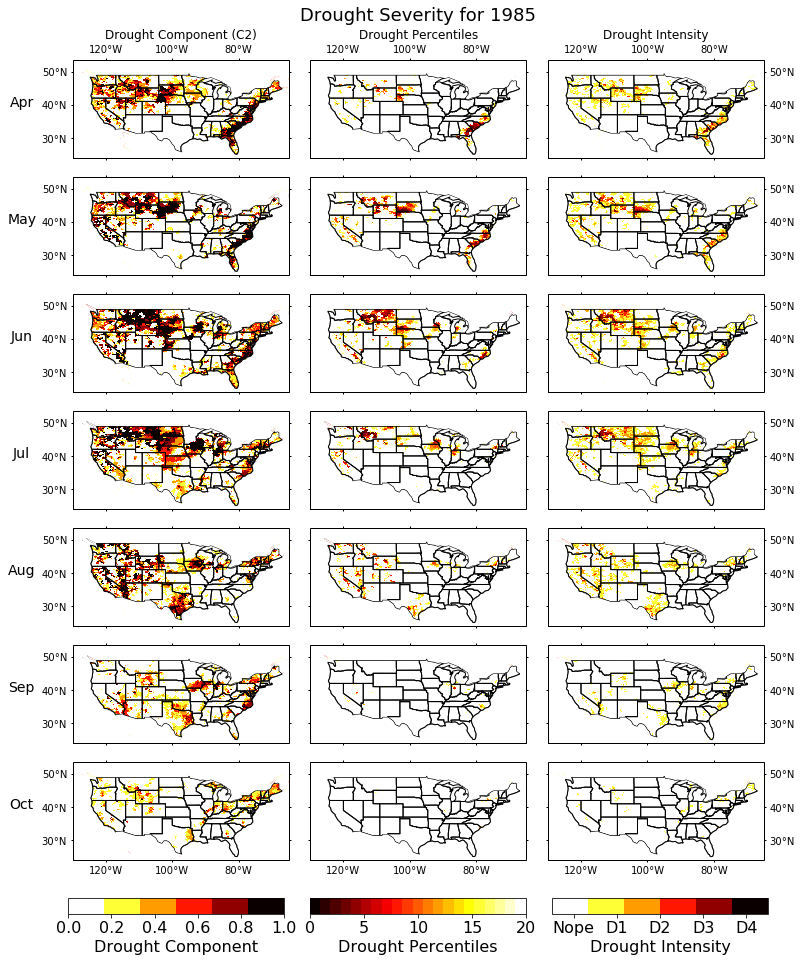 Drought Severity for 1985
Drought Component (C2) Drought Percentiles Drought Intensity
120°W 100°W 80°W 120°W 100°W 80°W 120°W 100°W 80°W
50°N 50°N
Apr 40°N 40°N
30°N 30°N
50°N 50°N
May 40°N 40°N
30°N 30°N
50°N 50°N
Jun 40°N 40°N
30°N 30°N
50°N 50°N
Jul 40°N 40°N
30°N 30°N
50°N 50°N
Aug 40°N 40°N
30°N 30°N
50°N 50°N
Sep 40°N 40°N
30°N 30°N
50°N 50°N
Oct 40°N 40°N
30°N 30°N
120°W 100°W 80°W 120°W 100°W 80°W 120°W 100°W 80°W
0.0 0.2 0.4 0.6 0.8 1.0 0 5 10 15 20 Nope D1 D2 D3 D4
Drought Component Drought Percentiles Drought Intensity